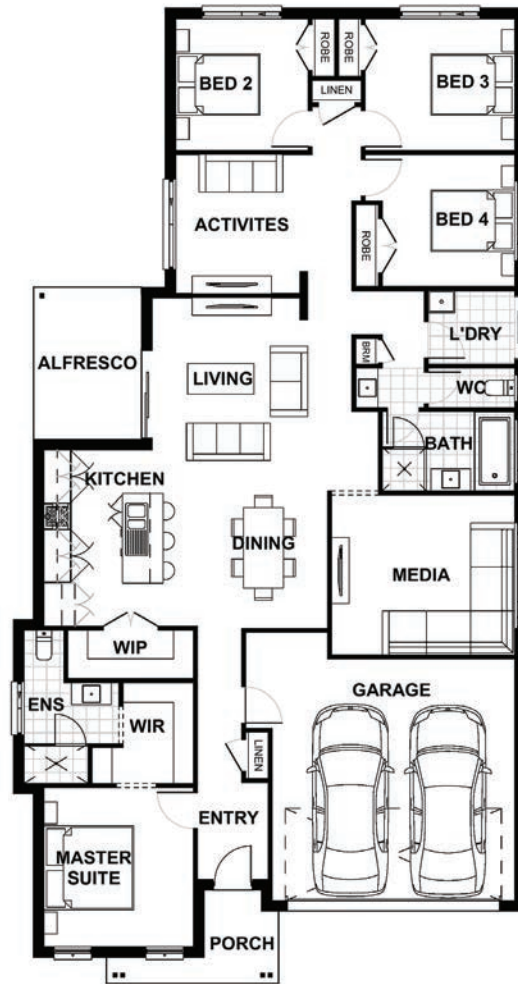 ROBE
ROBE
BED 2
BED 3
LINEN
ACTIVITES
BED 4
ROBE
L'DRY
ALFRESCO
LIVING
BRM
WC
BATH
KITCHEN
DINING
MEDIA
WIP
GARAGE
ENS
WIR
LINEN
ENTRY
MASTER
SUITE
PORCH